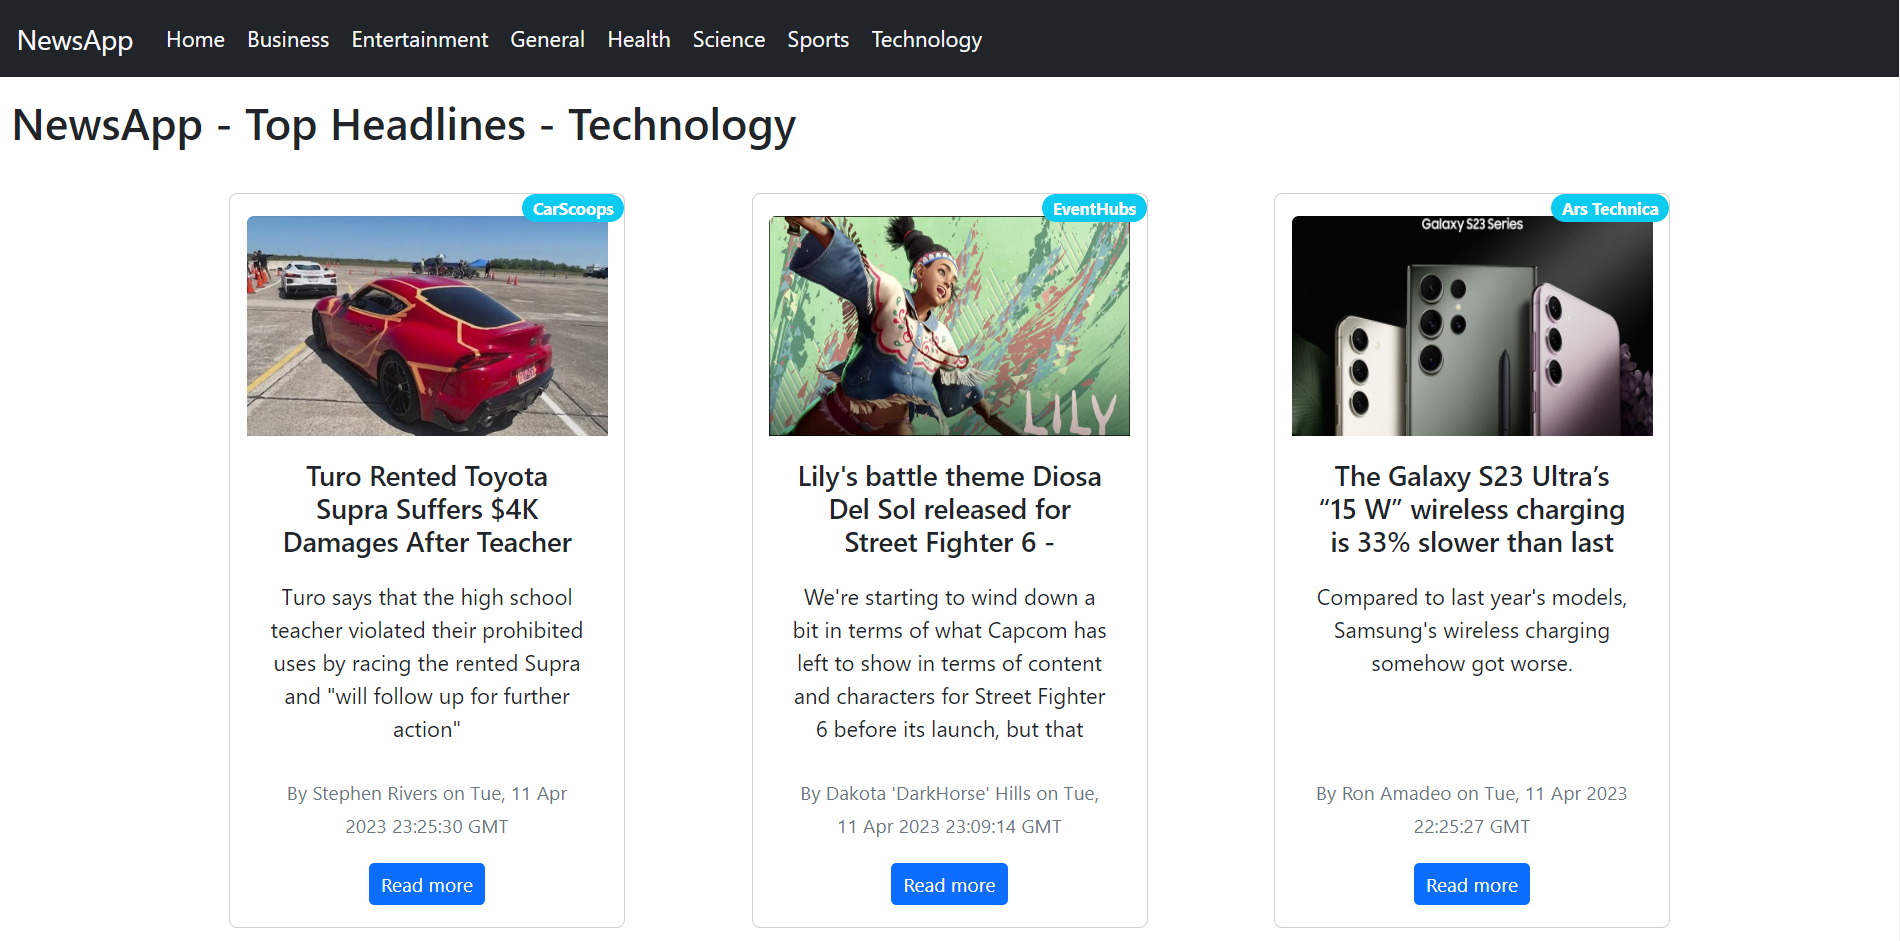 NewsApp Home Business Entertainment General Health Science Sports Technology
NewsApp - Top Headlines - Technology
CarScoops
Turo Rented Toyota
Supra Suffers $4K
Damages After Teacher
Turo says that the high school
teacher violated their prohibited
uses by racing the rented Supra
and "will follow up for further
action"
By Stephen Rivers on Tue, 11 Apr
2023 23:25:30 GMT
Read more
EventHubs
LILY
Lily's battle theme Diosa
Del Sol released for
Street Fighter 6 -
We're starting to wind down a
bit in terms of what Capcom has
left to show in terms of content
and characters for Street Fighter
6 before its launch, but that
By Dakota 'DarkHorse' Hills on Tue,
11 Apr 2023 23:09:14 GMT
Read more
Ars Technica
Galaxy S23 Series
The Galaxy S23 Ultra’s
“15 W” wireless charging
is 33% slower than last
Compared to last year's models,
Samsung's wireless charging
somehow got worse.
By Ron Amadeo on Tue, 11 Apr 2023
22:25:27 GMT
Read more